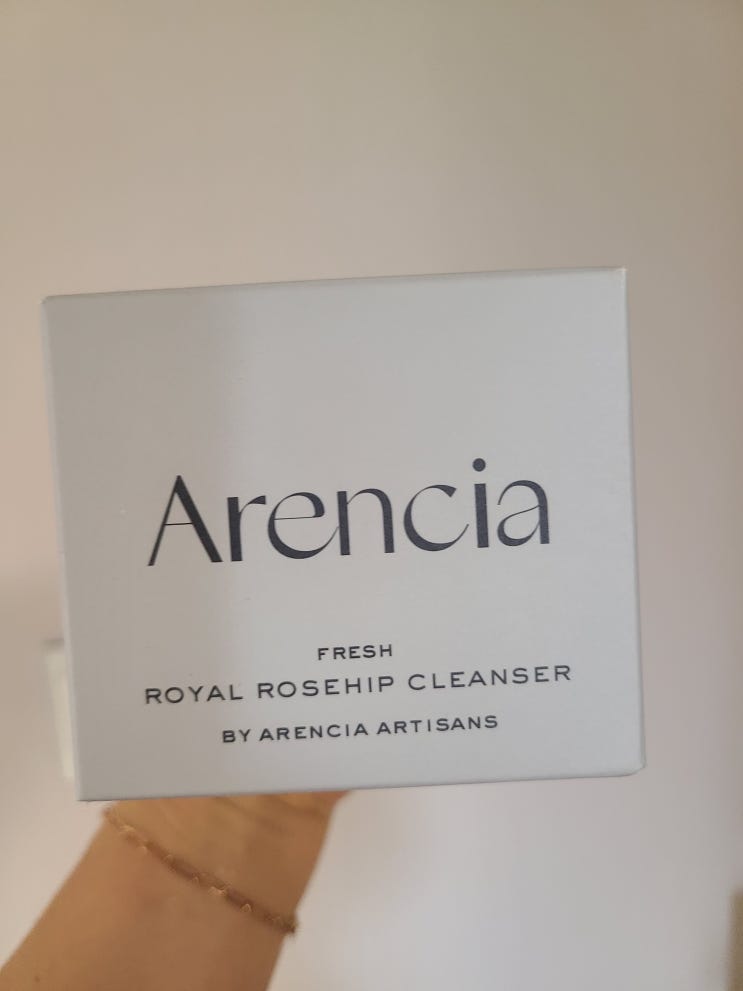 Arencia
FRESH
ROYAL ROSEHIP CLEANSER
BY ARENCIA ARTISANS